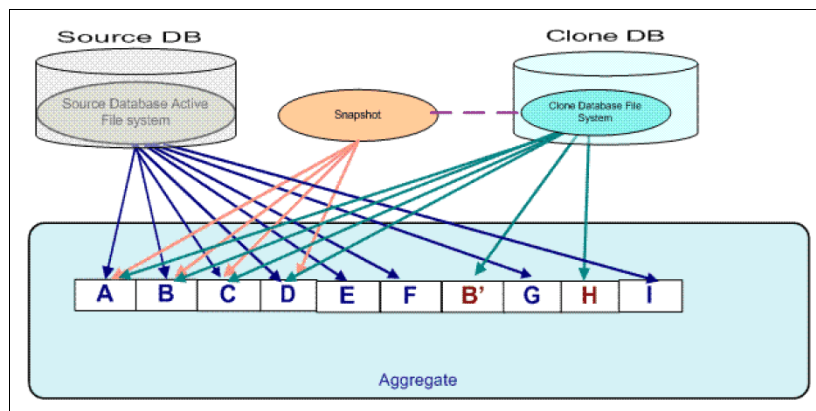 Source DB
Clone DB
Source Database Active
File system
Snapshot
Clone Database File
System
A B C D E F B’ G H I
Aggregate